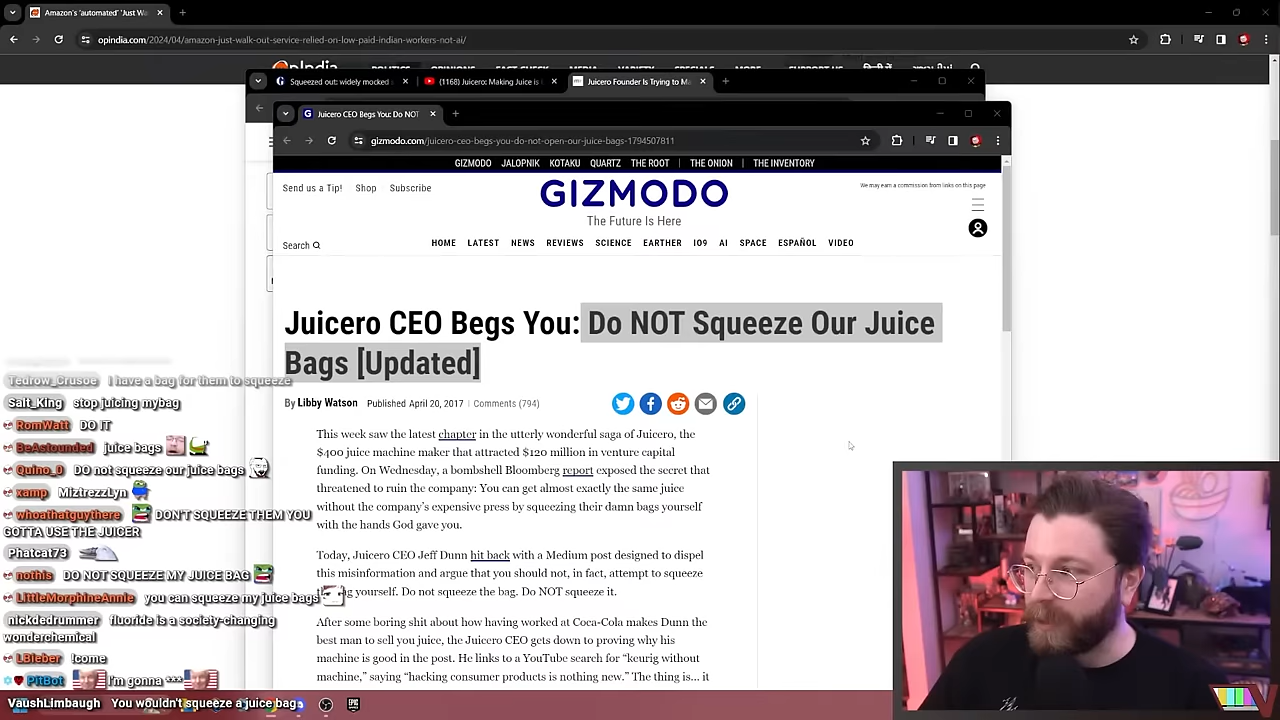 Amazon's 'automated' 'Just Wa
opindia.com/2024/04/amazon-just-walk-out-service-relied-on-low-paid-indian-workers-not-ai/
Squeezed out: widely mocked
(1168) Juicero: Making Juice is
Juicero Founder Is Trying to Ma
Juicero CEO Begs You: Do NOT
gizmodo.com/juicero-ceo-begs-you-do-not-open-our-juice-bags-1794507811
GIZMODO JALOPNIK KOTAKU QUARTZ THE ROOT | THE ONION | THE INVENTORY
Send us a Tip! Shop Subscribe
GIZMODO
We may earn a commission from links on this page
The Future Is Here
Search
HOME LATEST NEWS REVIEWS SCIENCE EARTHER IO9 AI SPACE ESPAÑOL VIDEO
Juicero CEO Begs You: Do NOT Squeeze Our Juice
Bags [Updated]
By Libby Watson Published April 20, 2017 | Comments (794)
This week saw the latest chapter in the utterly wonderful saga of Juicero, the
$400 juice machine maker that attracted $120 million in venture capital
funding. On Wednesday, a bombshell Bloomberg report exposed the secret that
threatened to ruin the company: You can get almost exactly the same juice
without the company's expensive press by squeezing their damn bags yourself
with the hands God gave you.
Today, Juicero CEO Jeff Dunn hit back with a Medium post designed to dispel
this misinformation and argue that you should not, in fact, attempt to squeeze
yourself. Do not squeeze the bag. Do NOT squeeze it.
After some boring shit about how having worked at Coca-Cola makes Dunn the
best man to sell you juice, the Juicero CEO gets down to proving why his
machine is good in the post. He links to a YouTube search for “keurig without
machine,” saying “hacking consumer products is nothing new.” The thing is... it
Tedrow_Crusoe I have a bag for them to squeeze
Salt_King stop juicing mybag
RomWatt DO IT
BeAstounded juice bags
Quino_0 DO not squeeze our juice bags
xamp MiztrezzLyn
whoathatguythere DON'T SQUEEZE THEM YOU
GOTTA USE THE JUICER
Phatcat73
nothls DO NOT SQUEEZE MY JUICE BAG
LittleMorphineAnnie you can squeeze my juice bags
nickdedrummer fluoride is a society-changing
wonderchemical
LBieber !come
PitBot I'm gonna ***
VaushLimbaugh You wouldn't squeeze a juice bag